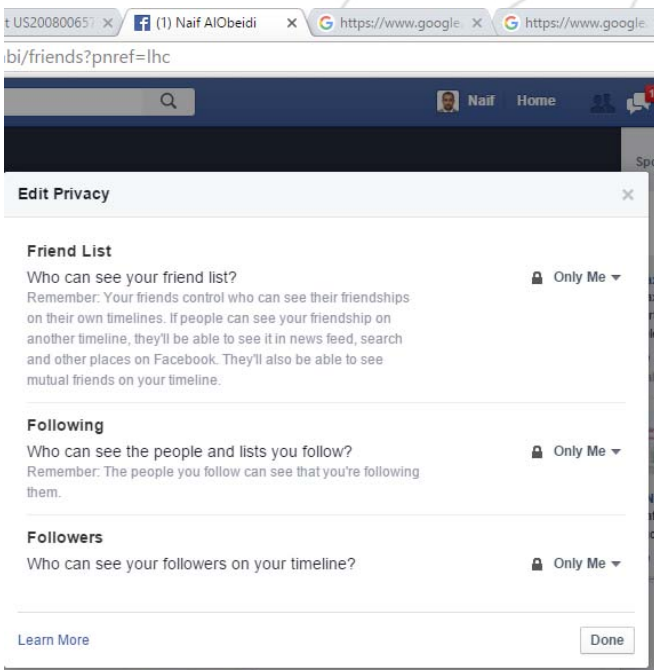 t US200800657
(1) Naif AlObeidi
https://www.google.
https://www.google.
bi/friends?pnref=lhc
Naif Home
1
Spo
Edit Privacy
Friend List
Who can see your friend list? Only Me
Remember: Your friends control who can see their friendships
on their own timelines. If people can see your friendship on
another timeline, they'll be able to see it in news feed, search
and other places on Facebook. They'll also be able to see
mutual friends on your timeline.
Following
Who can see the people and lists you follow? Only Me
Remember: The people you follow can see that you're following
them.
Followers
Who can see your followers on your timeline? Only Me
Learn More Done